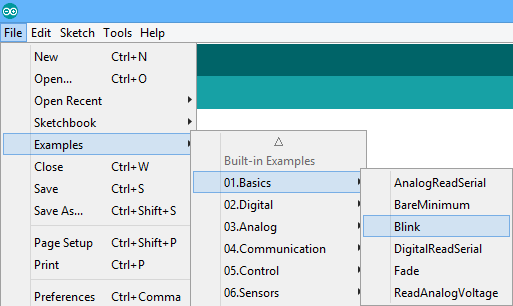 File Edit Sketch Tools Help
New Ctrl+N
Open... Ctrl+O
Open Recent
Sketchbook
Examples
Close Ctrl+W
Save Ctrl+S
Save As... Ctrl+Shift+S
Page Setup Ctrl+Shift+P
Print Ctrl+P
Preferences Ctrl+Comma
Built-in Examples
01.Basics
02.Digital
03.Analog
04.Communication
05.Control
06.Sensors
AnalogReadSerial
BareMinimum
Blink
DigitalReadSerial
Fade
ReadAnalogVoltage